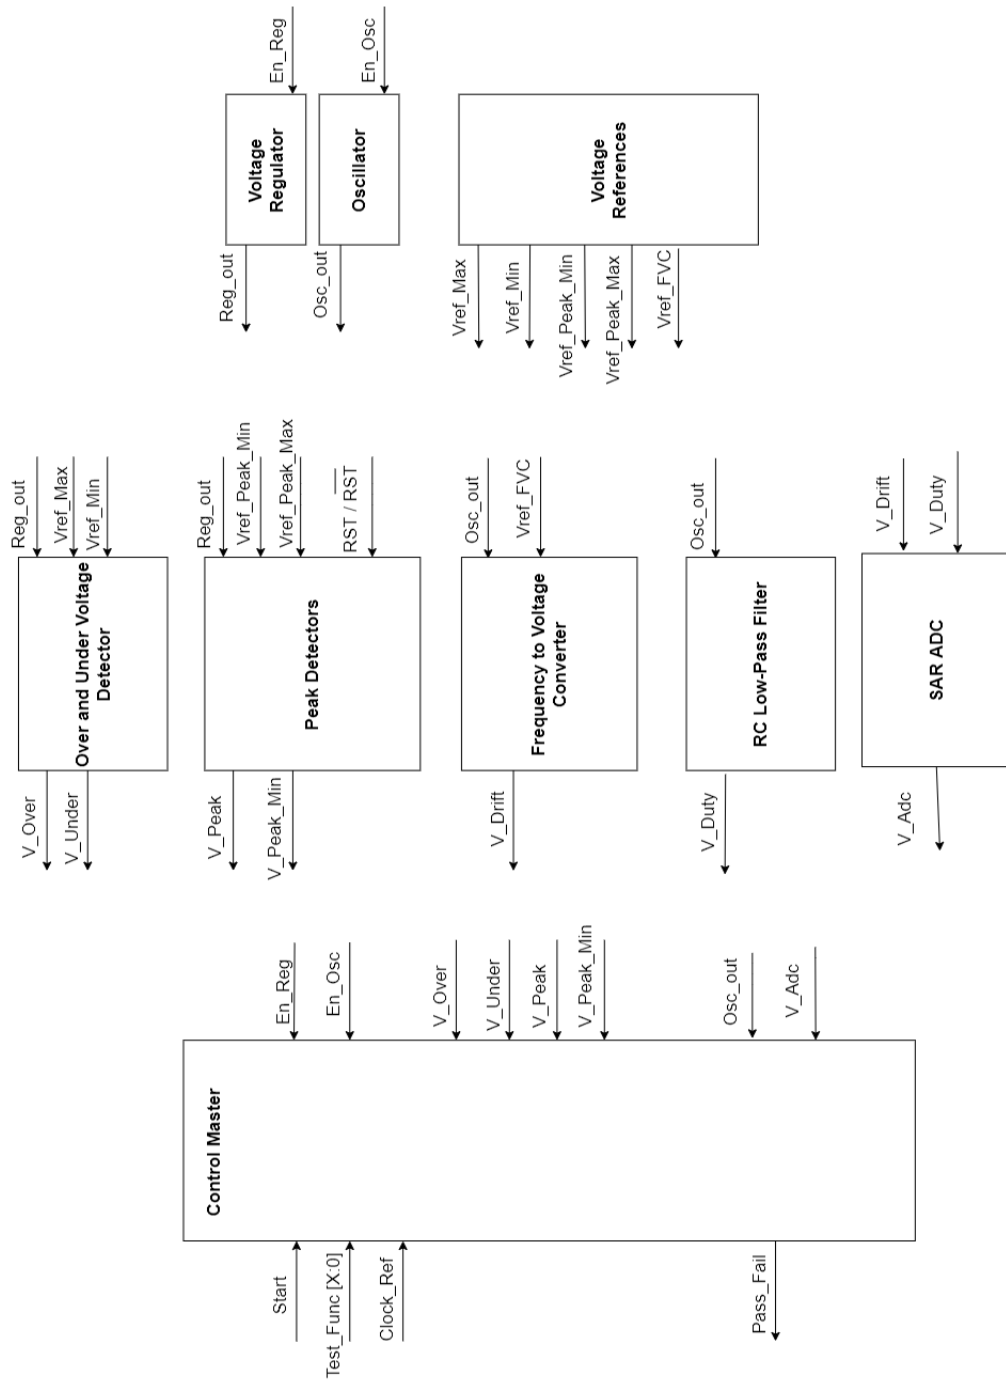 Control Master
Start
Test_Func [X:0]
Clock_Ref
Pass_Fail
En_Reg
En_Osc
V_Over
V_Under
V_Peak
V_Peak_Min
Osc_out
V_Adc
V_Over
V_Under
Over and Under Voltage
Detector
Reg_out
Vref_Max
Vref_Min
V_Peak
V_Peak_Min
Peak Detectors
Reg_out
Vref_Peak_Min
Vref_Peak_Max
RST / R̅S̅T̅
V_Drift
Frequency to Voltage
Converter
Osc_out
Vref_FVC
V_Duty
RC Low-Pass Filter
Osc_out
V_Adc
SAR ADC
V_Drift
V_Duty
Reg_out
Voltage
Regulator
En_Reg
Osc_out
Oscillator
En_Osc
Vref_Max
Vref_Min
Vref_Peak_Min
Vref_Peak_Max
Vref_FVC
Voltage
References